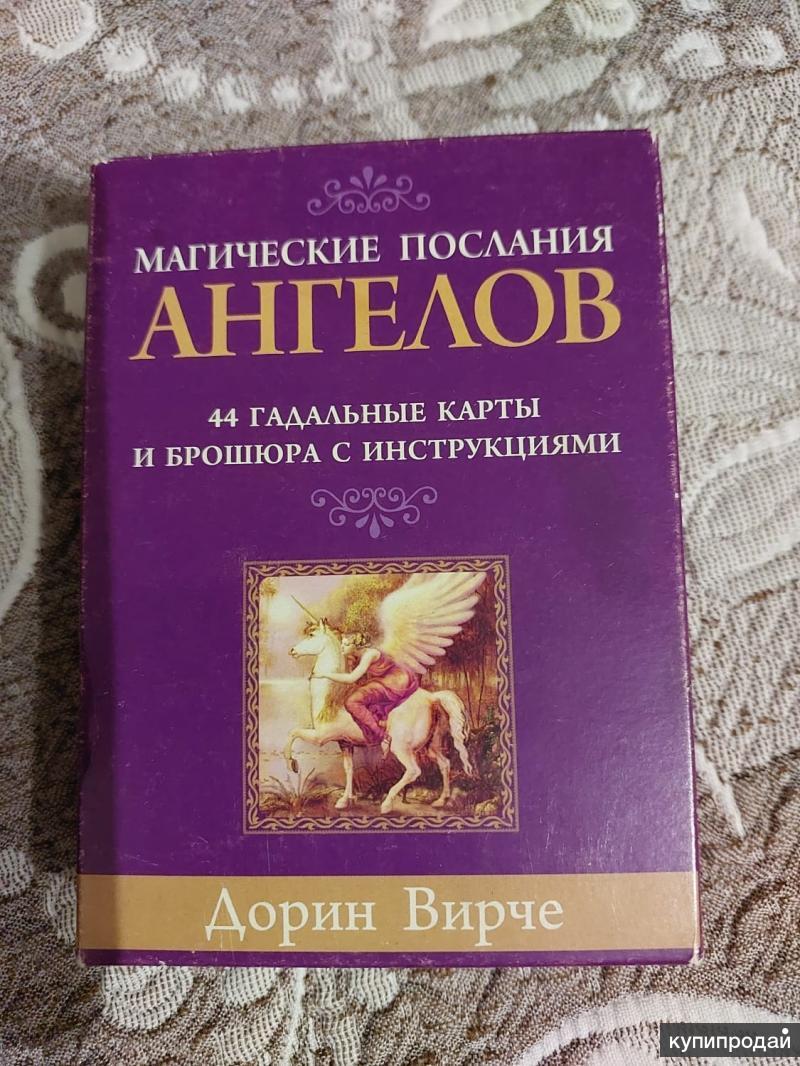 МАГИЧЕСКИЕ ПОСЛАНИЯ
АНГЕЛОВ
44 ГАДАЛЬНЫЕ КАРТЫ
И БРОШЮРА С ИНСТРУКЦИЯМИ
Дорин Вирче
купипродай